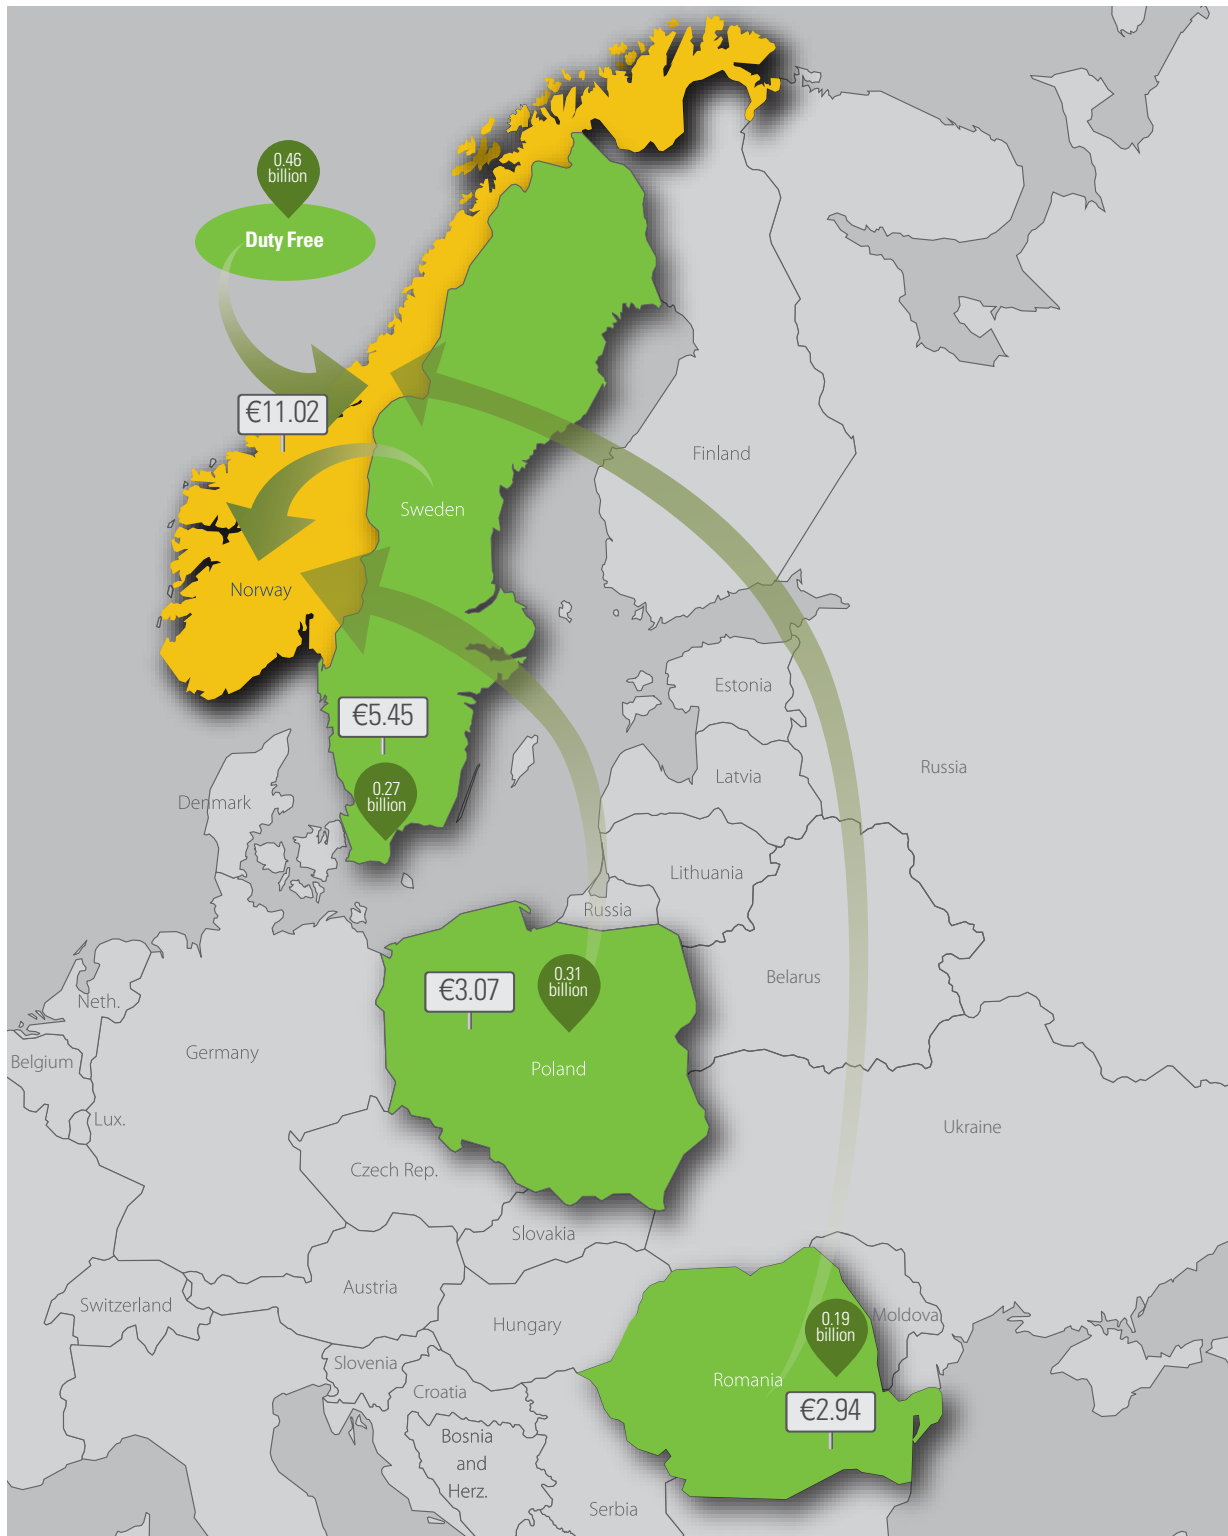 0.46
billion
Duty Free
€11.02
Finland
Sweden
Norway
Estonia
€5.45
Russia
Latvia
0.27
billion
Denmark
Lithuania
Russia
0.31
billion
€3.07
Belarus
Neth.
Germany
Belgium
Poland
Lux.
Ukraine
Czech Rep.
Slovakia
Austria
Switzerland
Hungary
0.19
billion
Moldova
Slovenia
Romania
Croatia
€2.94
Bosnia
and
Herz.
Serbia